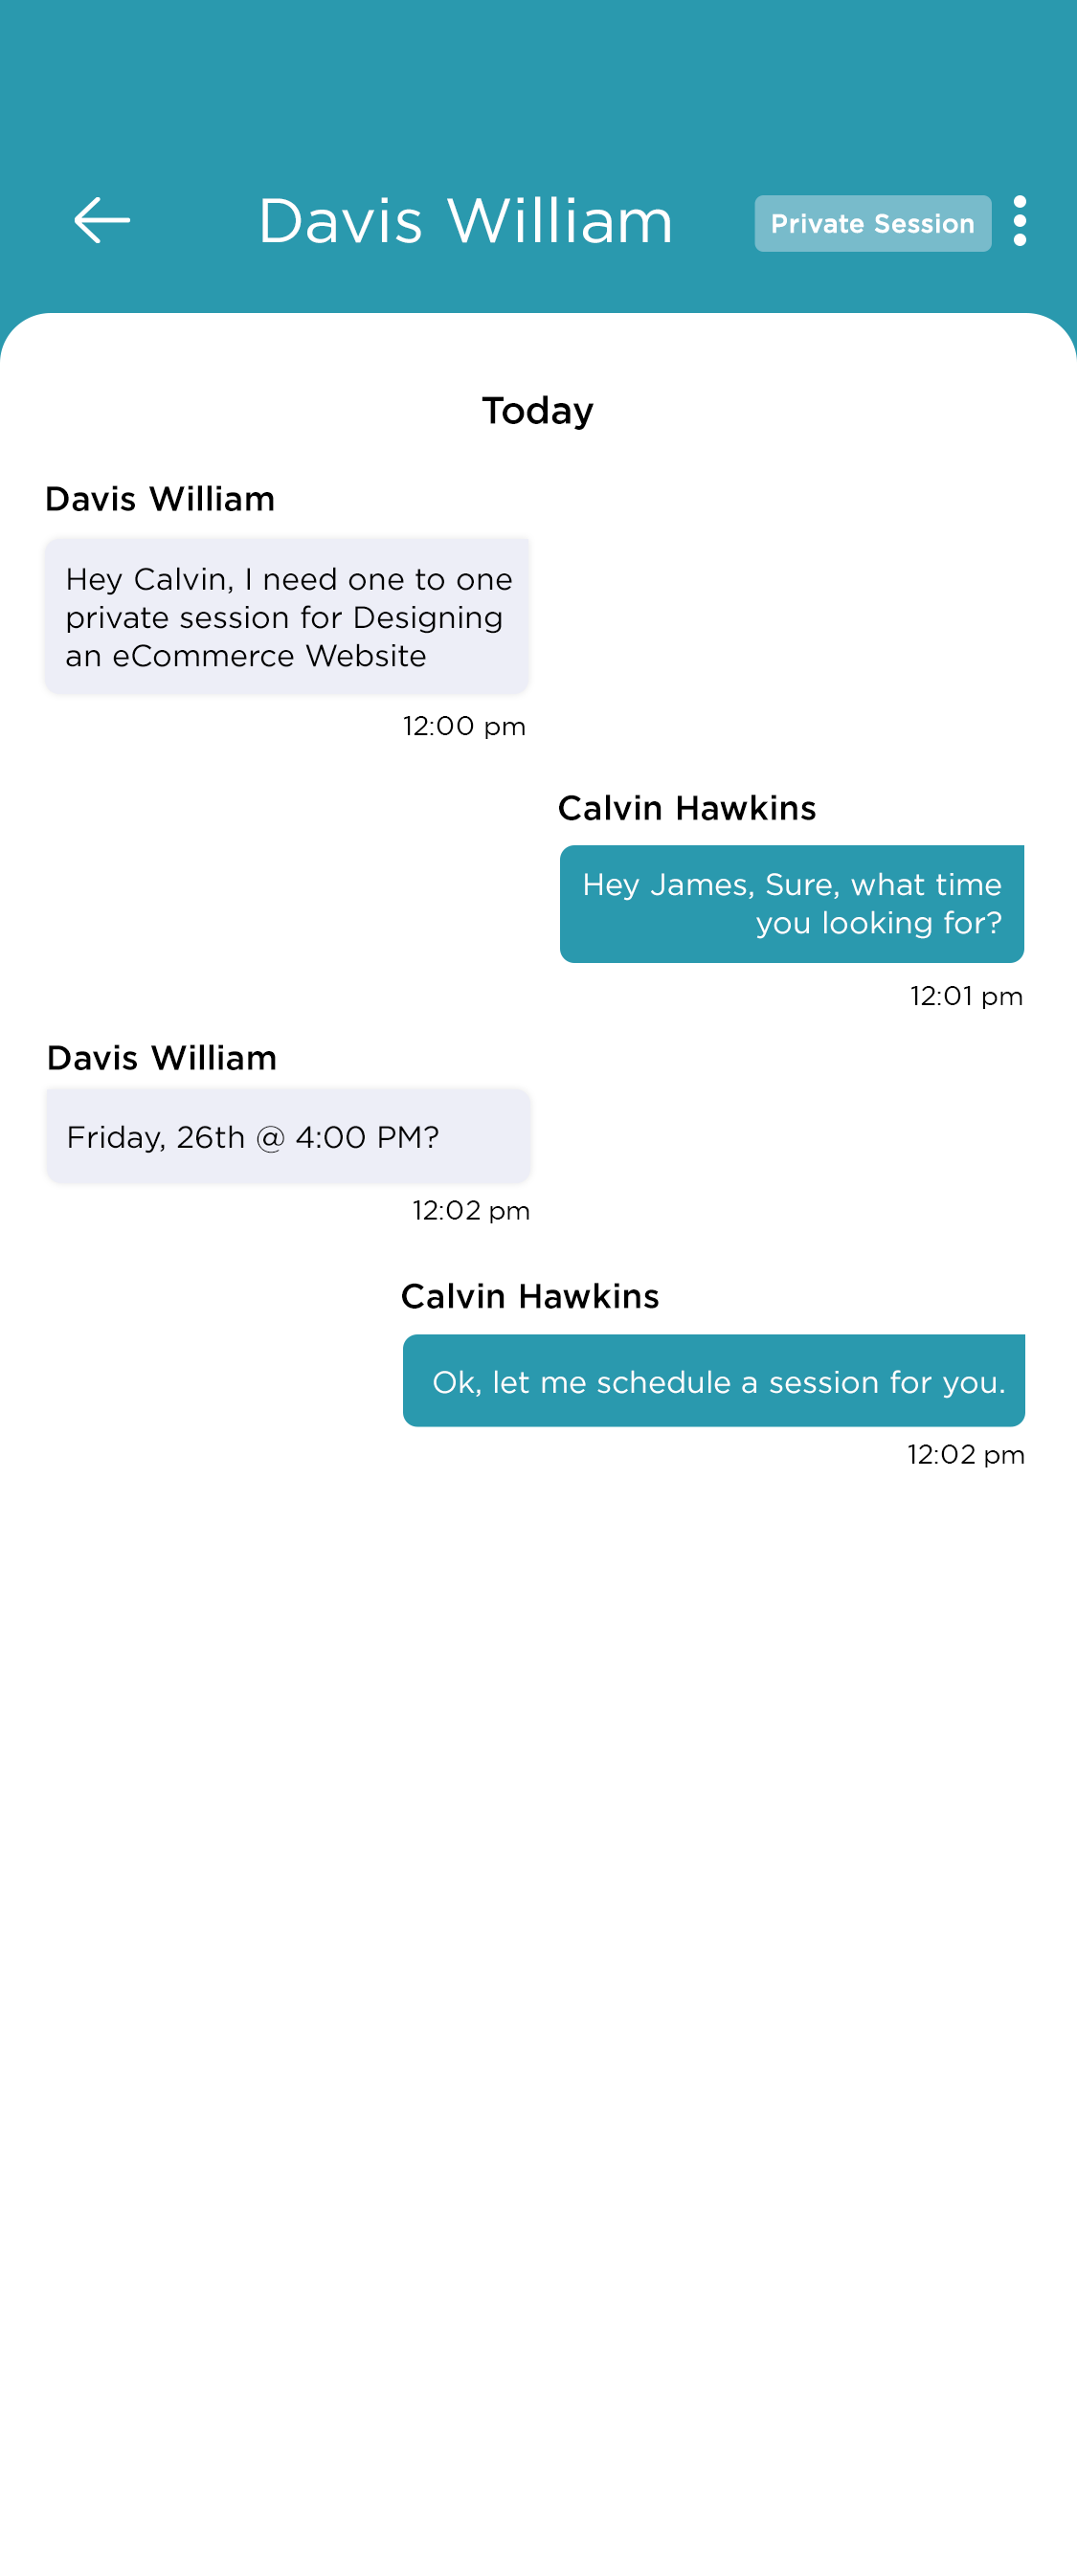 Davis William
Private Session
Today
Davis William
Hey Calvin, I need one to one
private session for Designing
an eCommerce Website
12:00 pm
Calvin Hawkins
Hey James, Sure, what time
you looking for?
12:01 pm
Davis William
Friday, 26th @ 4:00 PM?
12:02 pm
Calvin Hawkins
Ok, let me schedule a session for you.
12:02 pm